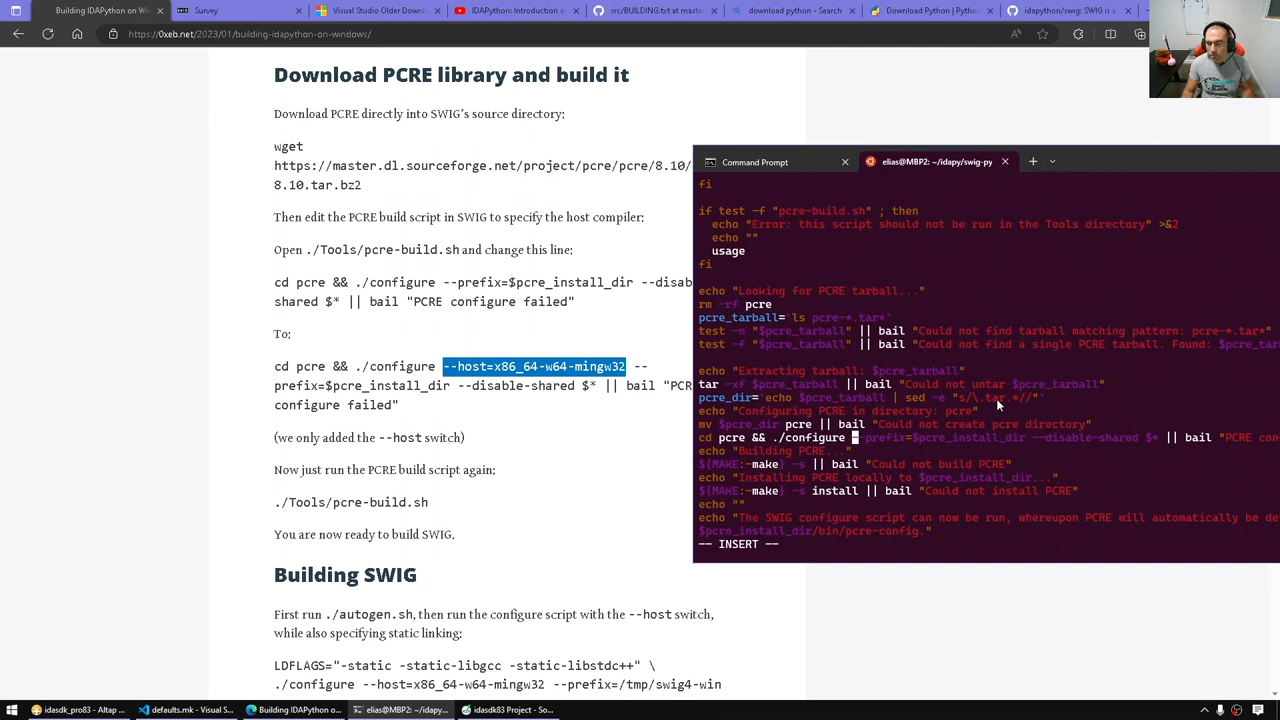 Building IDAPython on Win
Survey
Visual Studio Older Downlo
IDAPython: Introduction a
src/BUILDING.txt at master
download python - Search
Download Python | Python
idapython/swig: SWIG is a
https://0xeb.net/2023/01/building-idapython-on-windows/
Download PCRE library and build it
Download PCRE directly into SWIG's source directory:
wget
https://master.dl.sourceforge.net/project/pcre/pcre/8.10/
8.10.tar.bz2
Then edit the PCRE build script in SWIG to specify the host compiler:
Open ./Tools/pcre-build.sh and change this line:
cd pcre && ./configure --prefix=$pcre_install_dir --disab
shared $* || bail "PCRE configure failed"
To:
cd pcre && ./configure --host=x86_64-w64-mingw32 --
prefix=$pcre_install_dir --disable-shared $* || bail "PCR
configure failed"
(we only added the --host switch)
Now just run the PCRE build script again:
./Tools/pcre-build.sh
You are now ready to build SWIG.
Building SWIG
First run ./autogen.sh, then run the configure script with the --host switch,
while also specifying static linking:
LDFLAGS="-static -static-libgcc -static-libstdc++" \
./configure --host=x86_64-w64-mingw32 --prefix=/tmp/swig4-win
Command Prompt
elias@MBP2: ~/idapy/swig-py
fi
if test -f "pcre-build.sh" ; then
echo "Error: this script should not be run in the Tools directory" >&2
echo ""
usage
fi
echo "Looking for PCRE tarball..."
rm -rf pcre
pcre_tarball=`ls pcre-*.tar*`
test -n "$pcre_tarball" || bail "Could not find tarball matching pattern: pcre-*.tar*"
test -f "$pcre_tarball" || bail "Could not find a single PCRE tarball. Found: $pcre_tar
echo "Extracting tarball: $pcre_tarball"
tar -xf $pcre_tarball || bail "Could not untar $pcre_tarball"
pcre_dir=`echo $pcre_tarball | sed -e "s/\.tar.*//"`
echo "Configuring PCRE in directory: pcre"
mv $pcre_dir pcre || bail "Could not create pcre directory"
cd pcre && ./configure --prefix=$pcre_install_dir --disable-shared $* || bail "PCRE con
echo "Building PCRE..."
${MAKE:-make} -s || bail "Could not build PCRE"
echo "Installing PCRE locally to $pcre_install_dir..."
${MAKE:-make} -s install || bail "Could not install PCRE"
echo ""
echo "The SWIG configure script can now be run, whereupon PCRE will automatically be de
$pcre_install_dir/bin/pcre-config."
-- INSERT --
idasdk_pro83 - Altap ...
defaults.mk - Visual S...
Building IDAPython o...
elias@MBP2: ~/idapy...
idasdk83 Project - So...